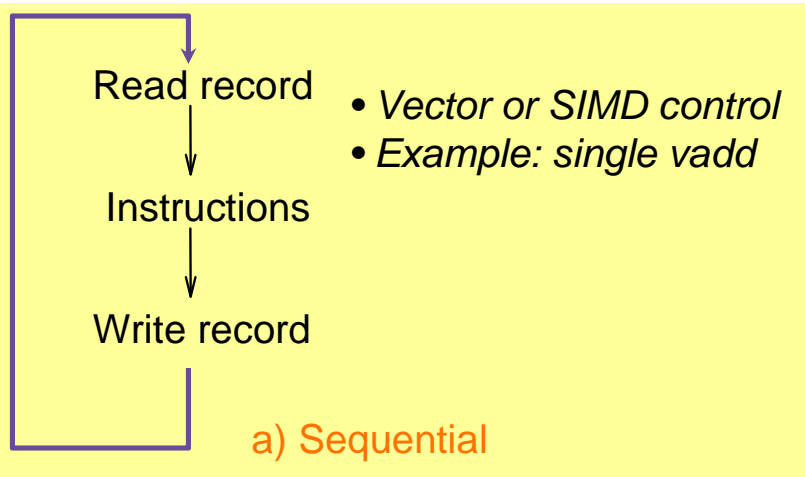 Read record
• Vector or SIMD control
• Example: single vadd
Instructions
Write record
a) Sequential